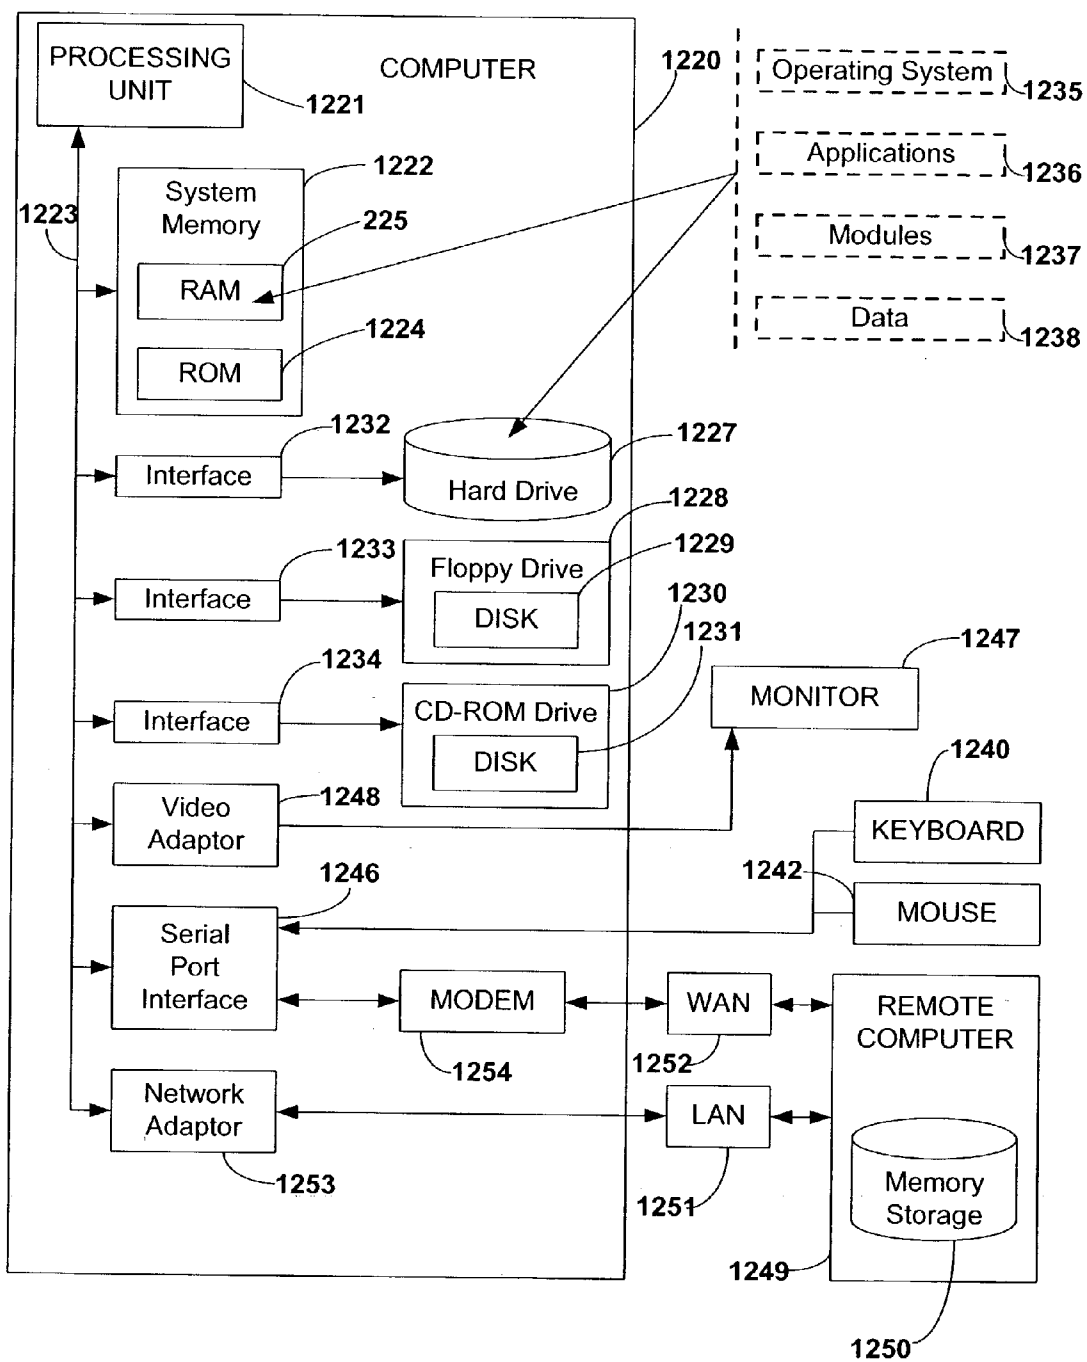 PROCESSING
UNIT
1221
COMPUTER
1220
Operating System
1235
Applications
1236
Modules
1237
Data
1238
1222
1223
System
Memory
225
RAM
1224
ROM
1232
Interface
1227
Hard Drive
1228
1233
1229
Interface
Floppy Drive
DISK
1230
1231
1234
Interface
CD-ROM Drive
DISK
1247
MONITOR
1248
Video
Adaptor
1240
KEYBOARD
1242
MOUSE
1246
Serial
Port
Interface
MODEM
1254
WAN
1252
REMOTE
COMPUTER
Network
Adaptor
1253
LAN
1251
Memory
Storage
1249
1250